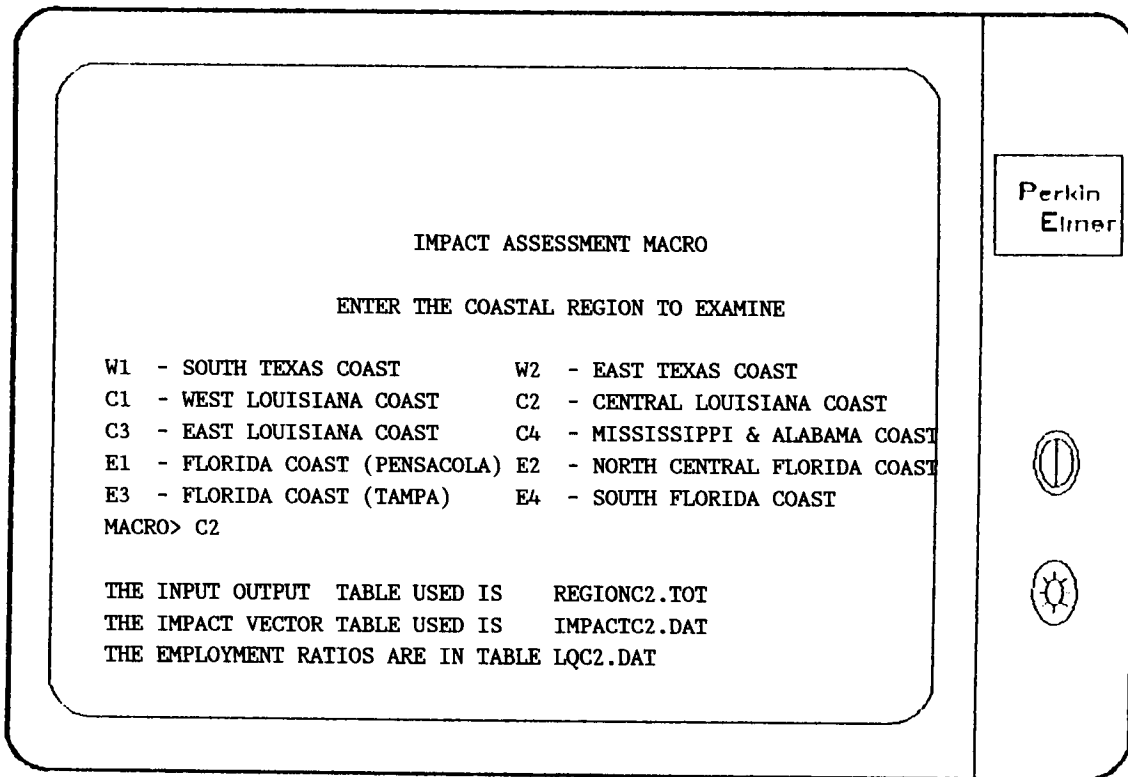 IMPACT ASSESSMENT MACRO
ENTER THE COASTAL REGION TO EXAMINE
W1 - SOUTH TEXAS COAST W2 - EAST TEXAS COAST
C1 - WEST LOUISIANA COAST C2 - CENTRAL LOUISIANA COAST
C3 - EAST LOUISIANA COAST C4 - MISSISSIPPI & ALABAMA COAST
E1 - FLORIDA COAST (PENSACOLA) E2 - NORTH CENTRAL FLORIDA COAST
E3 - FLORIDA COAST (TAMPA) E4 - SOUTH FLORIDA COAST
MACRO> C2
THE INPUT OUTPUT TABLE USED IS REGIONC2.TOT
THE IMPACT VECTOR TABLE USED IS IMPACTC2.DAT
THE EMPLOYMENT RATIOS ARE IN TABLE LQC2.DAT
Perkin
Elmer